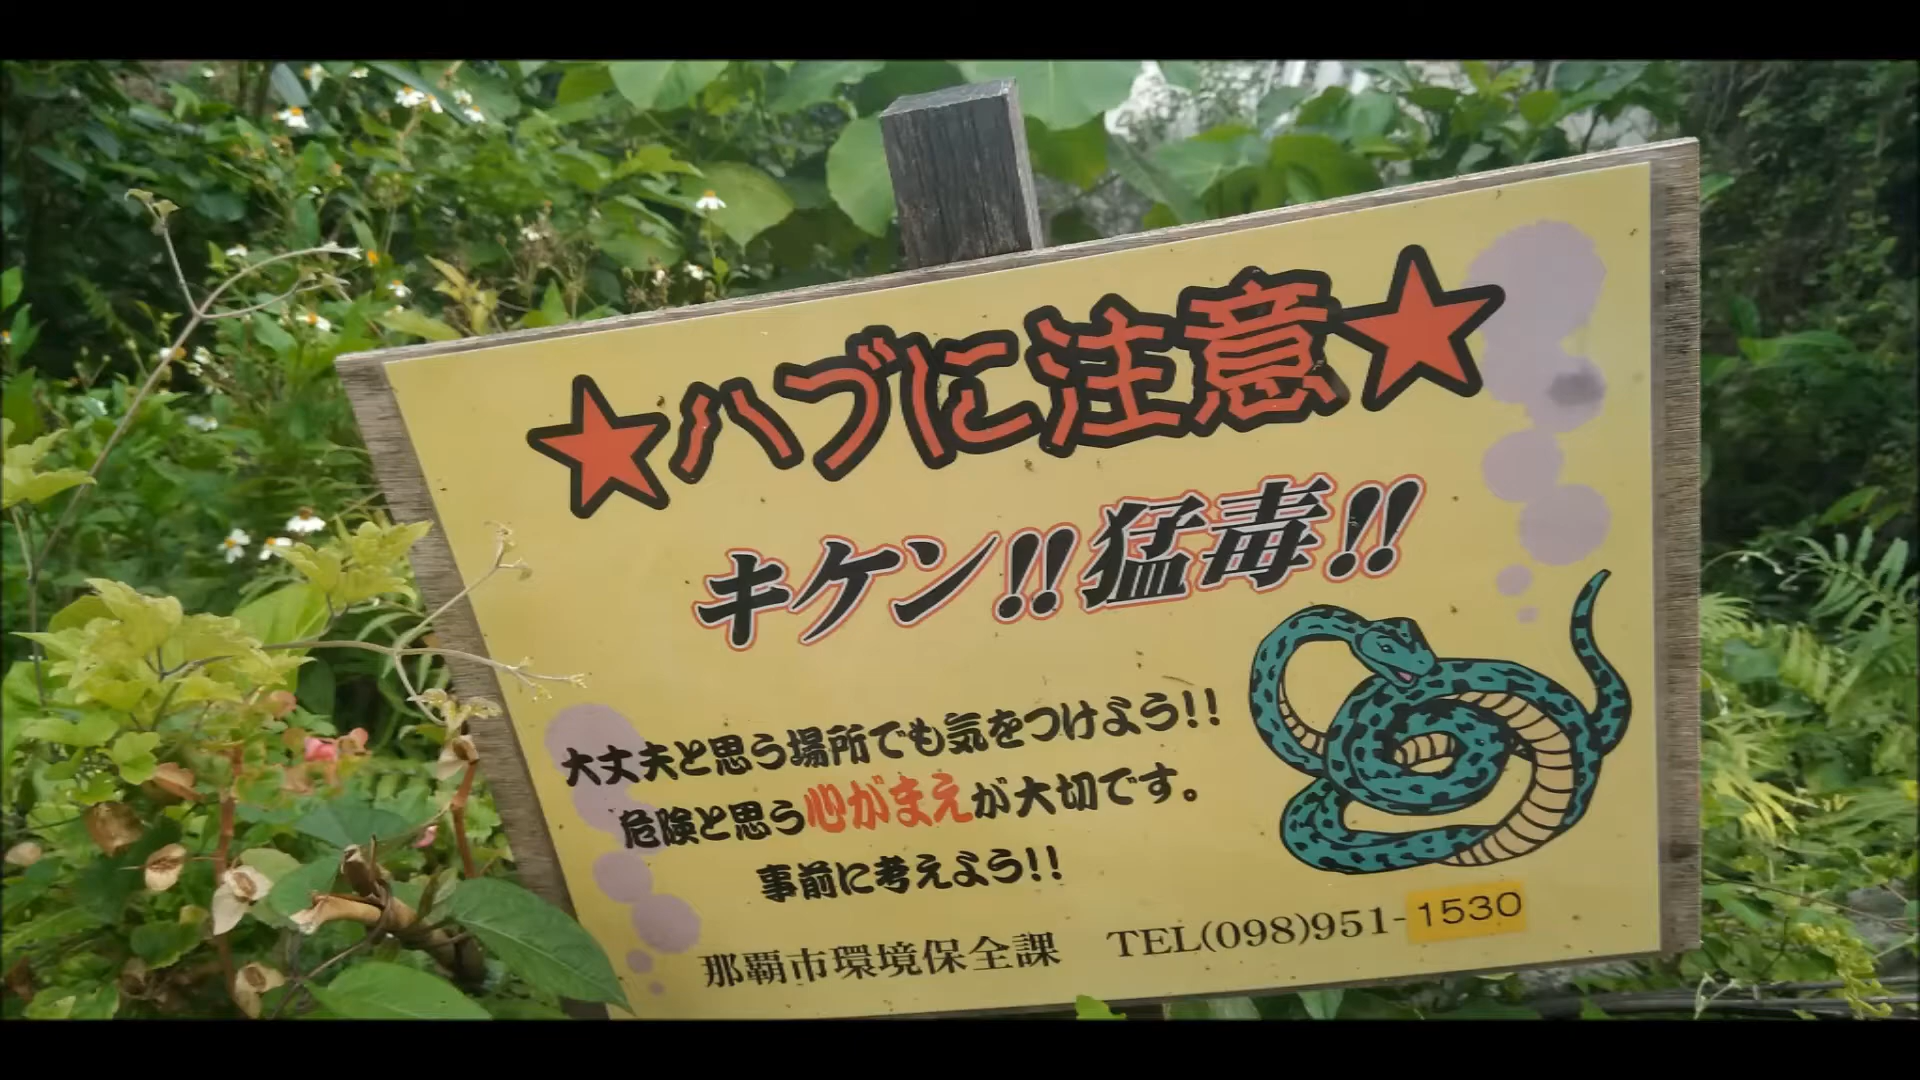 ★ハブに注意★
キケン!!猛毒!!
大丈夫と思う場所でも気をつけよう!!
危険と思う心がまえが大切です。
事前に考えよう!!
那覇市環境保全課 TEL(098)951-1530